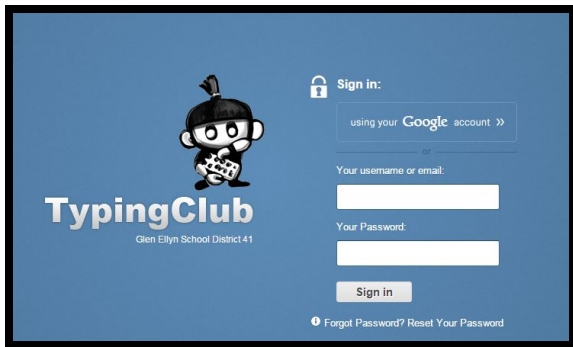 Sign in:
using your Google account »
or
Your username or email:
TypingClub
Glen Ellyn School District 41
Your Password:
Sign in
Forgot Password? Reset Your Password